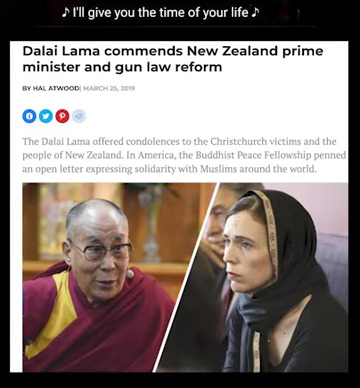 ♪ I'll give you the time of your life ♪
Dalai Lama commends New Zealand prime
minister and gun law reform
BY HAL ATWOOD| MARCH 25, 2019
The Dalai Lama offered condolences to the Christchurch victims and the
people of New Zealand. In America, the Buddhist Peace Fellowship penned
an open letter expressing solidarity with Muslims around the world.